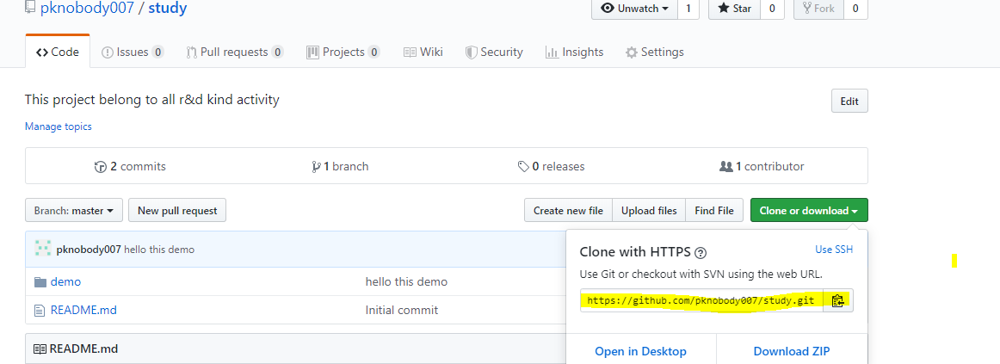 pknobody007 / study
Unwatch 1 Star 0 Fork 0
Code Issues 0 Pull requests 0 Projects 0 Wiki Security Insights Settings
This project belong to all r&d kind activity
Edit
Manage topics
2 commits 1 branch 0 releases 1 contributor
Branch: master New pull request Create new file Upload files Find File Clone or download
pknobody007 hello this demo
demo hello this demo
README.md Initial commit
README.md
Clone with HTTPS ?
Use SSH
Use Git or checkout with SVN using the web URL.
https://github.com/pknobody007/study.git
Open in Desktop Download ZIP